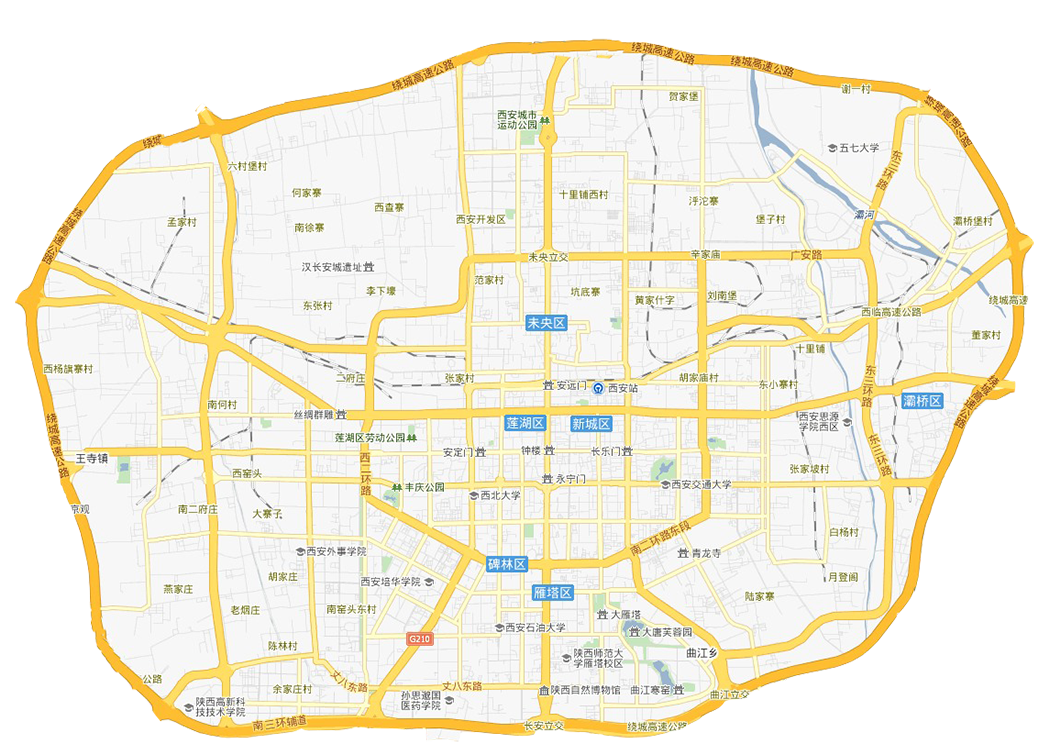 绕城高速公路
绕城高速公路
绕城高速公路
谢一村
贺家堡
绕城高速公路
西安城市
运动公园
绕城
五七大学
六村堡村
东三环路
何家寨
十里铺西村
西查寨
泘沱寨
灞河
绕城高速公路
孟家村
西安开发区
堡子村
灞桥堡村
南徐寨
未央立交
辛家庙
广安路
汉长安城遗址
范家村
李下壕
坑底寨
黄家什字
刘南堡
绕城高速
东张村
西临高速公路
未央区
董家村
十里铺
西杨旗寨村
二府庄
张家村
安远门
西安站
胡家庙村
东小寨村
东三环路
绕城高速公路
灞桥区
南何村
丝绸群雕
莲湖区
新城区
西安思源
学院西区
绕城高速公路
莲湖区劳动公园
安定门
钟楼
长乐门
东三环路
王寺镇
西二环路
张家坡村
西窑头
永宁门
丰庆公园
西安交通大学
西北大学
京观
南二府庄
大寨子
南二环路东段
白杨村
西安外事学院
青龙寺
碑林区
胡家庄
西安培华学院
月登阁
燕家庄
雁塔区
陆家寨
老烟庄
南窑头东村
大雁塔
西安石油大学
大唐芙蓉园
G210
陈林村
陕西师范大
学雁塔校区
曲江乡
公路
丈八东路
丈八东路
余家庄村
陕西自然博物馆
曲江寒窑
曲江立交
陕西高新科
技技术学院
孙思邈国
医药学院
南三环辅道
长安立交
绕城高速公路